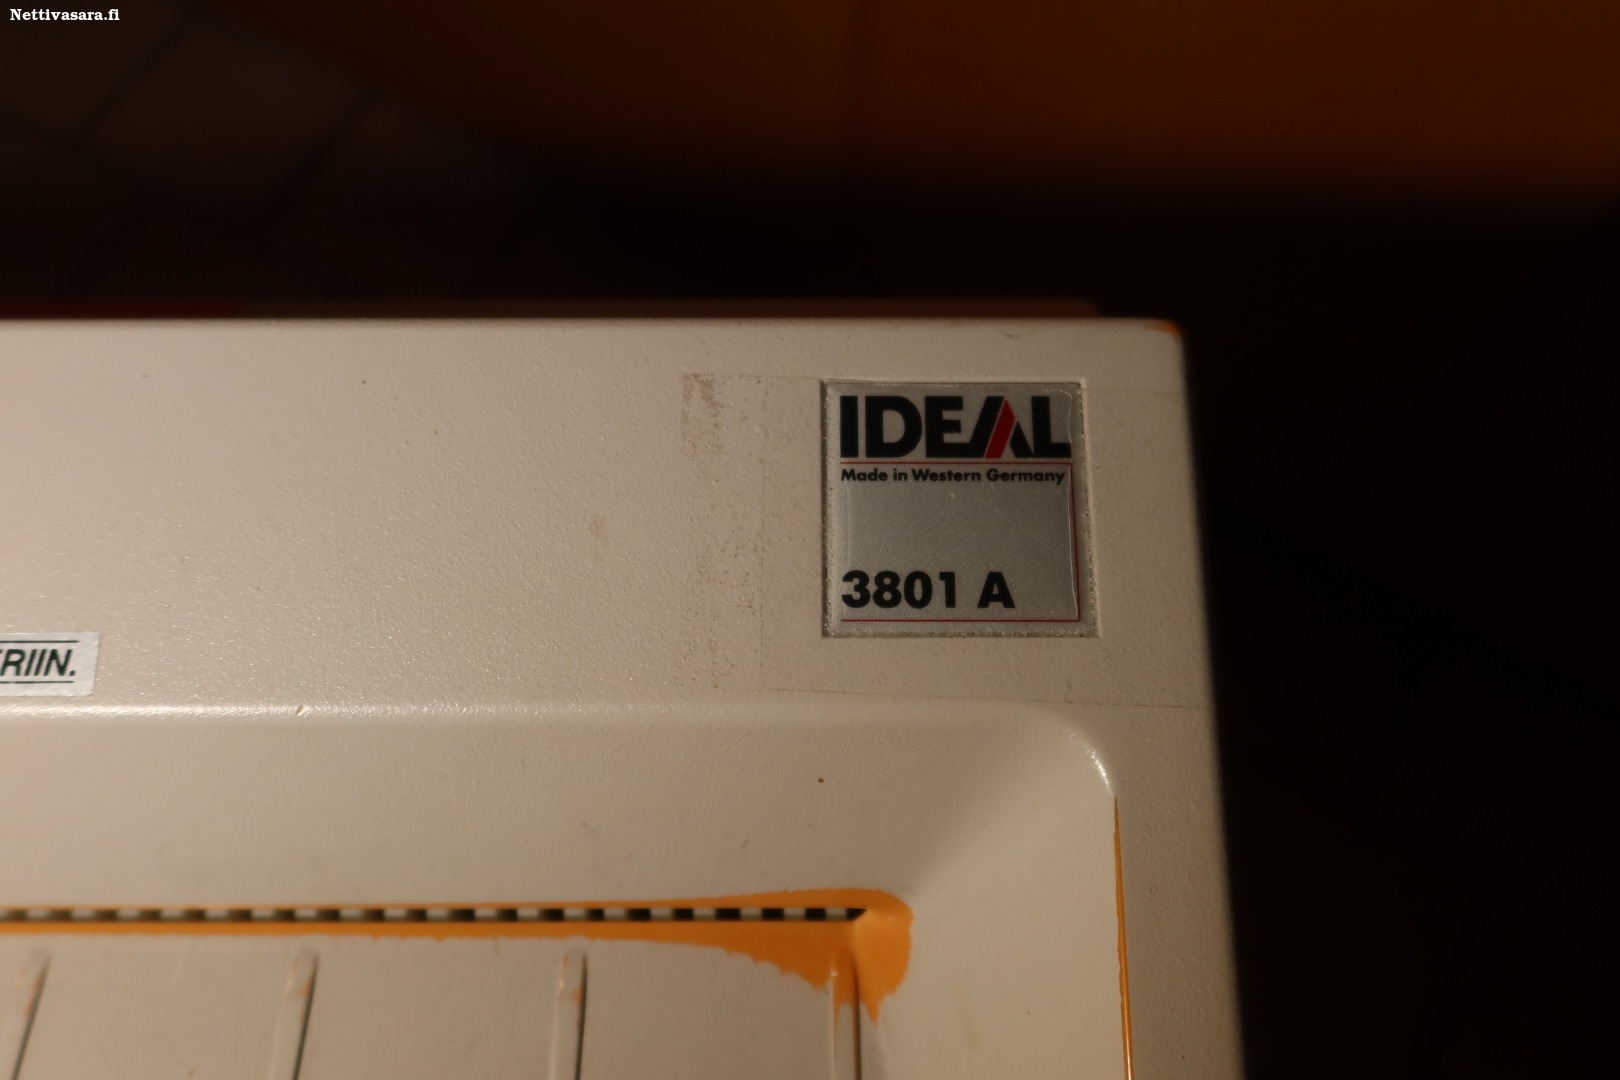 Nettivasara.fi
IDEAL
Made in Western Germany
3801 A
RIIN.